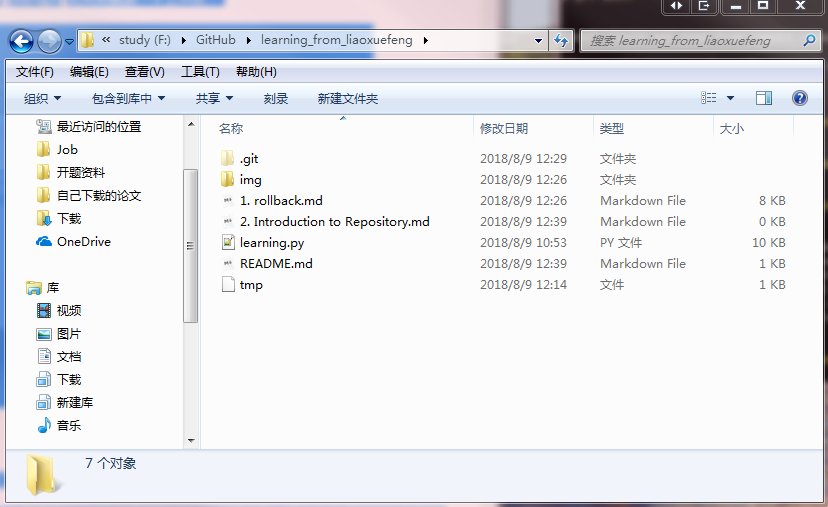 « study (F:) ▸ GitHub ▸ learning_from_liaoxuefeng ▸ 搜索 learning_from_liaoxuefeng
文件(F) 编辑(E) 查看(V) 工具(T) 帮助(H)
组织 包含到库中 共享 刻录 新建文件夹
名称 修改日期 类型 大小
最近访问的位置
Job
开题资料
自己下载的论文
下载
OneDrive
库
视频
图片
文档
下载
新建库
音乐
.git 2018/8/9 12:29 文件夹
img 2018/8/9 12:26 文件夹
1. rollback.md 2018/8/9 12:26 Markdown File 8 KB
2. Introduction to Repository.md 2018/8/9 12:39 Markdown File 0 KB
learning.py 2018/8/9 10:53 PY 文件 10 KB
README.md 2018/8/9 12:39 Markdown File 1 KB
tmp 2018/8/9 12:14 文件 1 KB
7 个对象